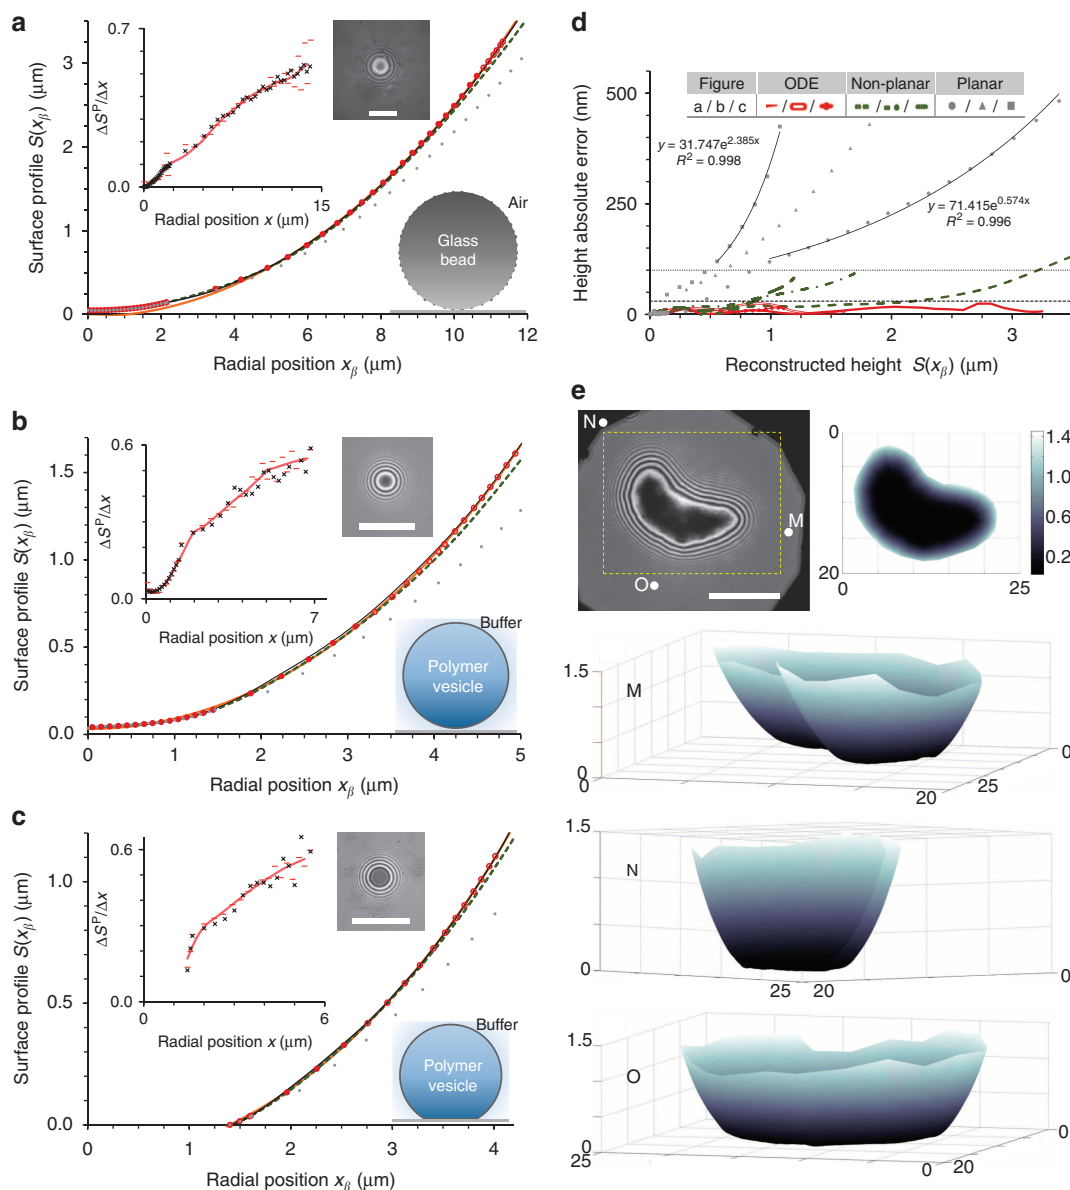 a
Surface profile S(xβ) (μm)
3
2
1
0
0
2
4
6
8
10
12
Radial position xβ (μm)
0.7
ΔSᴾ/Δx
0.0
0
15
Radial position x (μm)
Air
Glass
bead
b
Surface profile S(xβ) (μm)
1.5
1.0
0.5
0.0
0
1
2
3
4
5
Radial position xβ (μm)
0.6
ΔSᴾ/Δx
0.0
0
7
Radial position x (μm)
Buffer
Polymer
vesicle
c
Surface profile S(xβ) (μm)
1.0
0.5
0.0
0
1
2
3
4
Radial position xβ (μm)
0.6
ΔSᴾ/Δx
0.0
0
6
Radial position x (μm)
Buffer
Polymer
vesicle
d
Height absolute error (nm)
500
250
0
0
1
2
3
Reconstructed height S(xβ) (μm)
Figure ODE Non-planar Planar
a / b / c / / / / / /
y = 31.747e^2.385x
R² = 0.998
y = 71.415e^0.574x
R² = 0.996
e
N
M
O
0
20
0
25
1.4
1.0
0.6
0.2
1.5
M
0
0
20
25
0
1.5
N
0
25 20
0
1.5
O
0
25
0
20
0